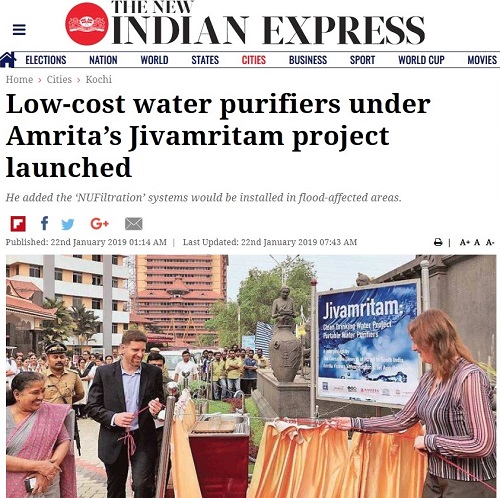 THE NEW
INDIAN EXPRESS
ELECTIONS NATION WORLD STATES CITIES BUSINESS SPORT WORLD CUP MOVIES
Home › Cities › Kochi
Low-cost water purifiers under
Amrita’s Jivamritam project
launched
He added the ‘NUFiltration’ systems would be installed in flood-affected areas.
f G+
Published: 22nd January 2019 01:14 AM | Last Updated: 22nd January 2019 07:43 AM | A+ A A-
Jivamritam:
Clean Drinking Water Project
Portable Water Purifiers